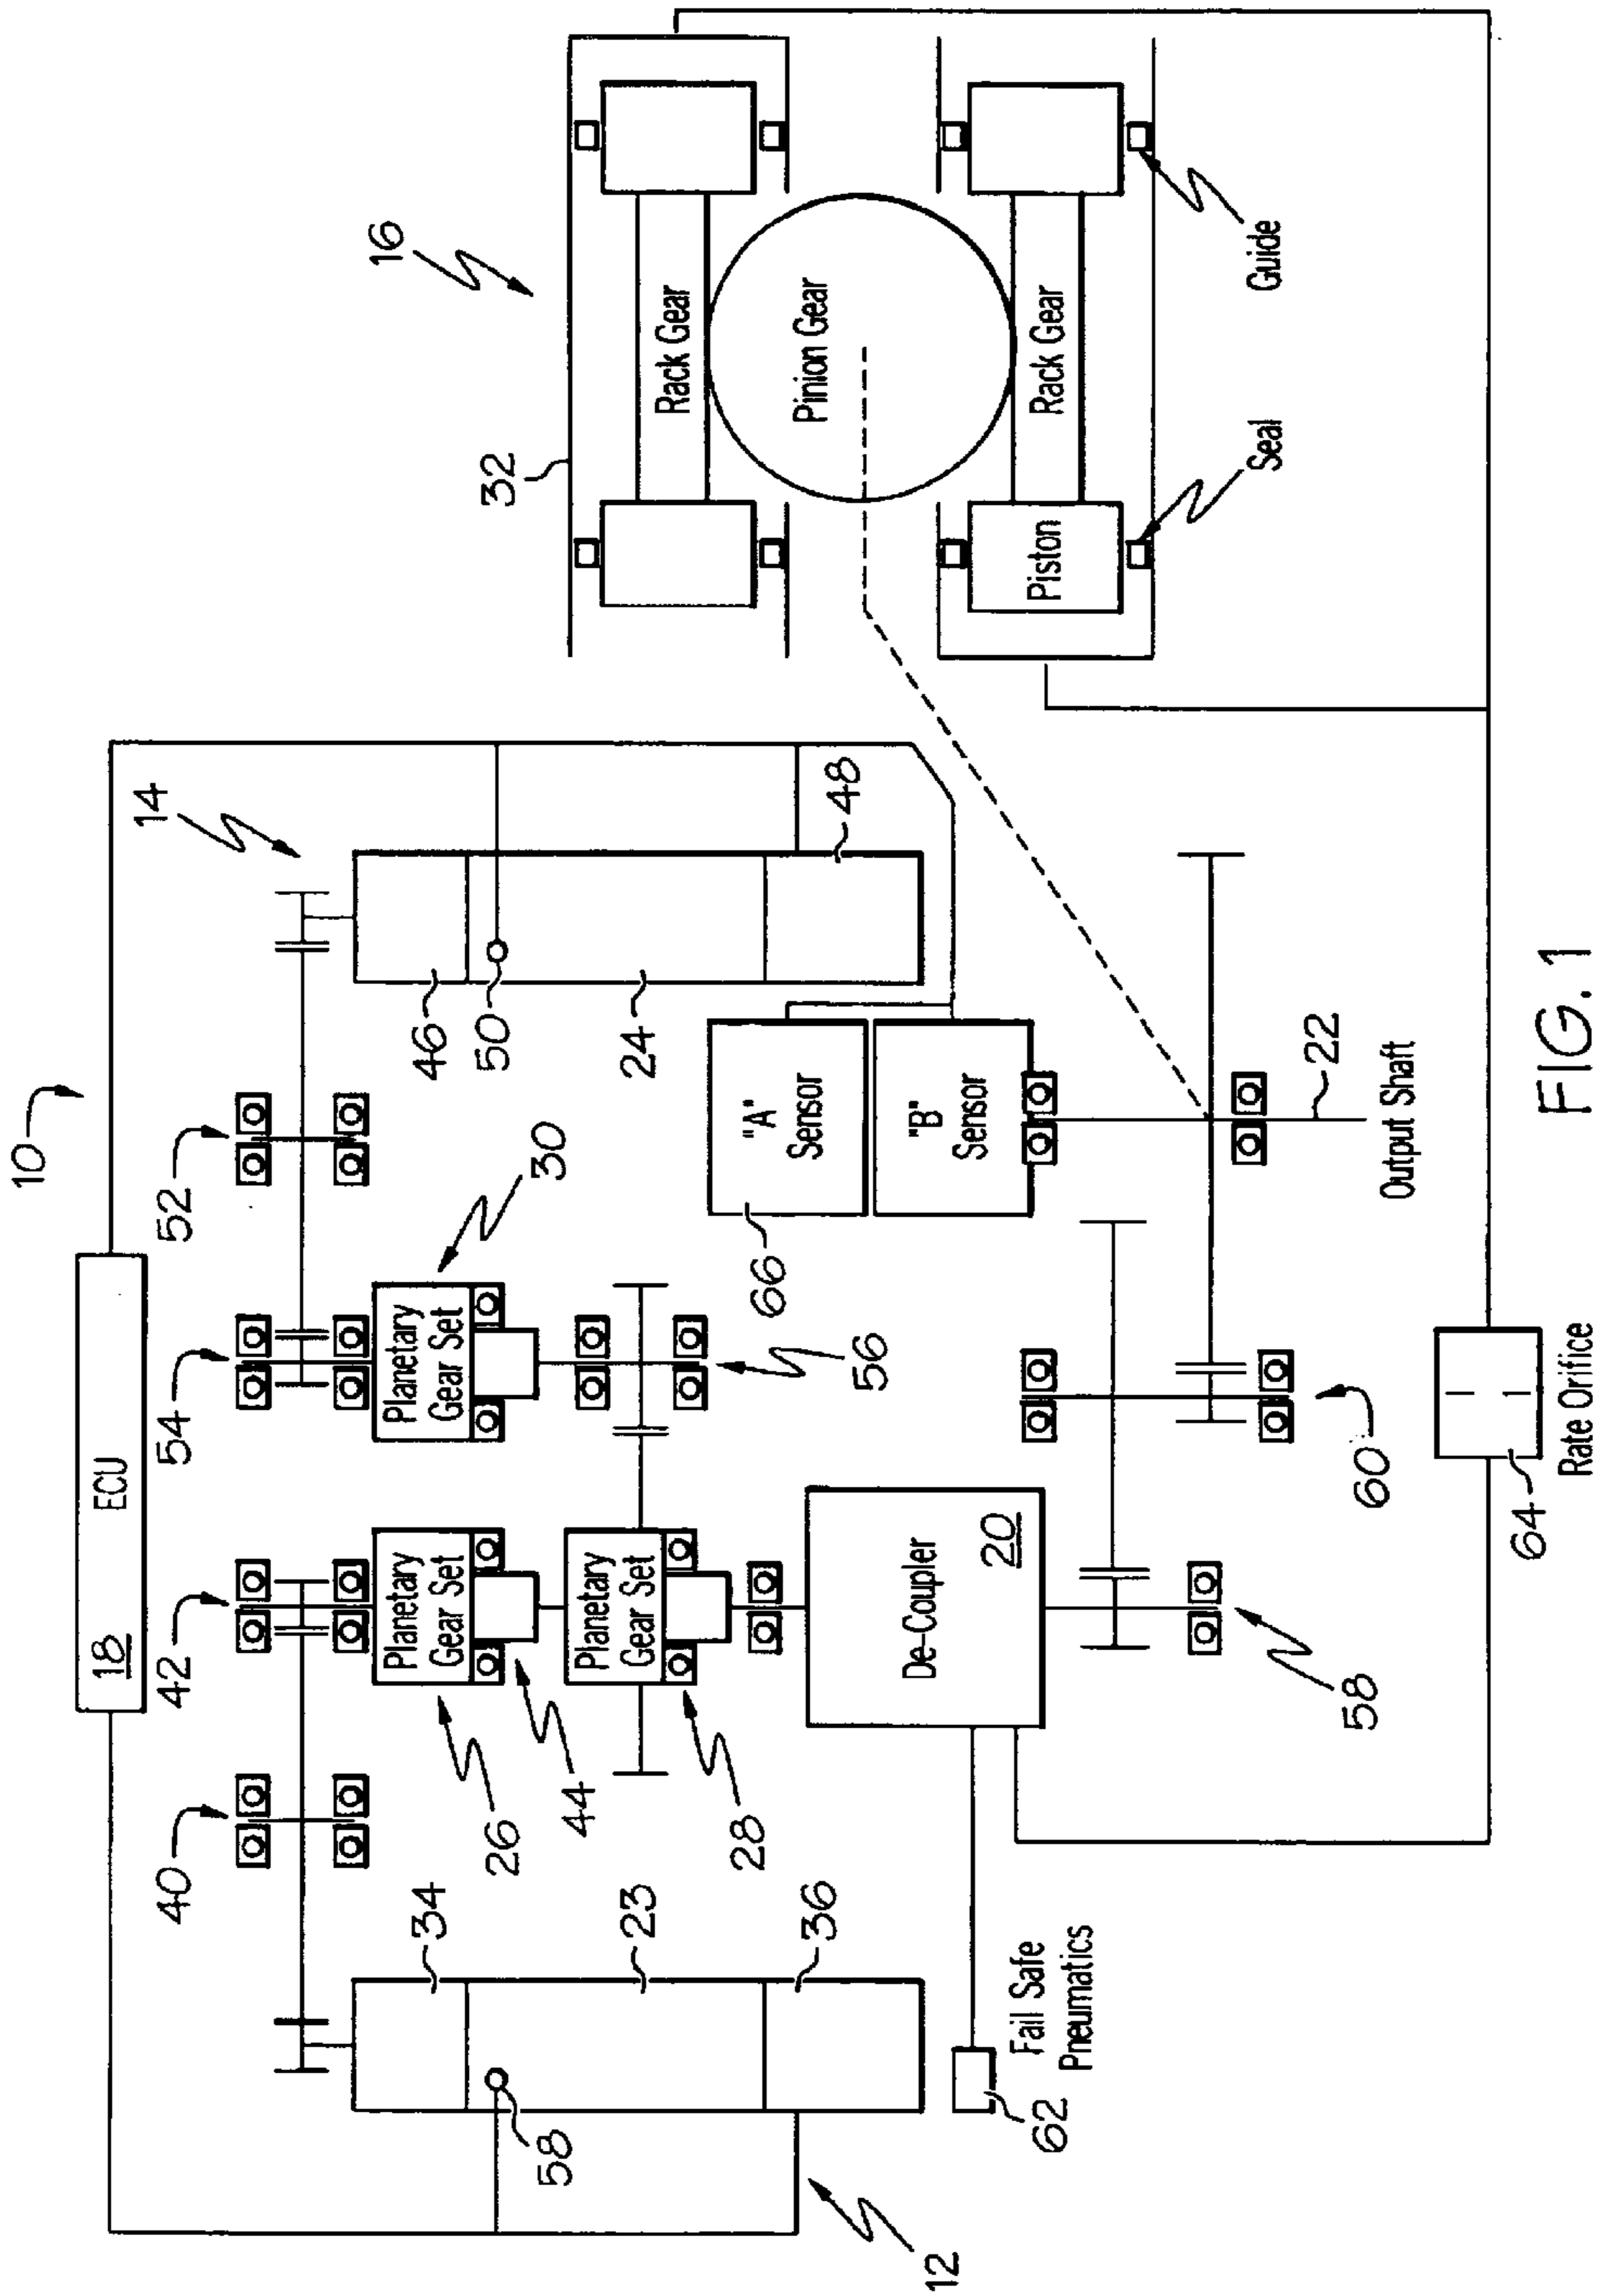 10
ECU
18
12
14
16
40
42
54
52
34
23
36
58
26
44
28
30
56
46
50
24
48
Planetary
Gear Set
Planetary
Gear Set
Planetary
Gear Set
De-Coupler
20
"A"
Sensor
66
"B"
Sensor
62
Fail Safe
Pneumatics
58
60
22
Output Shaft
64
Rate Orifice
32
Rack Gear
Pinion Gear
Rack Gear
Piston
Seal
Guide
FIG. 1